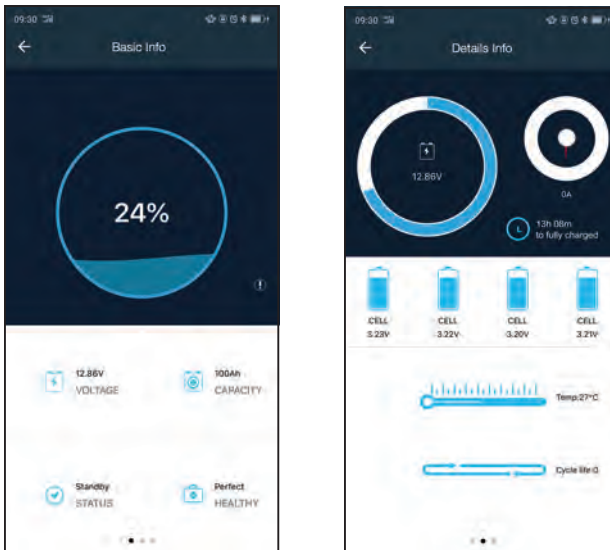 09:30
Basic Info
24%
12.86V
VOLTAGE
100Ah
CAPACITY
Standby
STATUS
Perfect
HEALTHY
09:30
Details Info
12.86V
0A
13h 08m
to fully charged
CELL
3.23V
CELL
3.22V
CELL
3.20V
CELL
3.21V
Temp:27°C
Cycle life:0